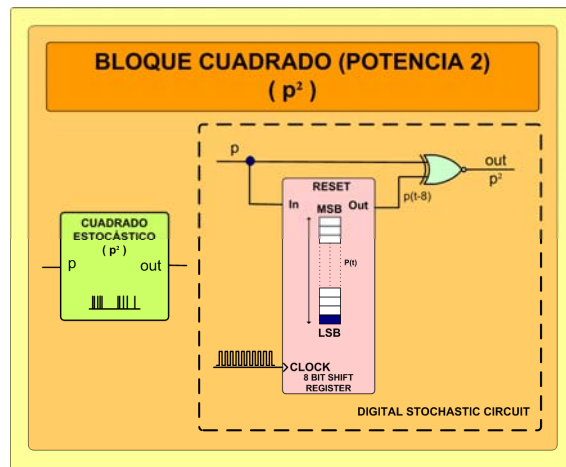 BLOQUE CUADRADO (POTENCIA 2)
( p² )
p
out
p²
RESET
In
MSB
Out
p(t-8)
P(t)
LSB
CLOCK
8 BIT SHIFT
REGISTER
CUADRADO
ESTOCÁSTICO
( p² )
p
out
DIGITAL STOCHASTIC CIRCUIT